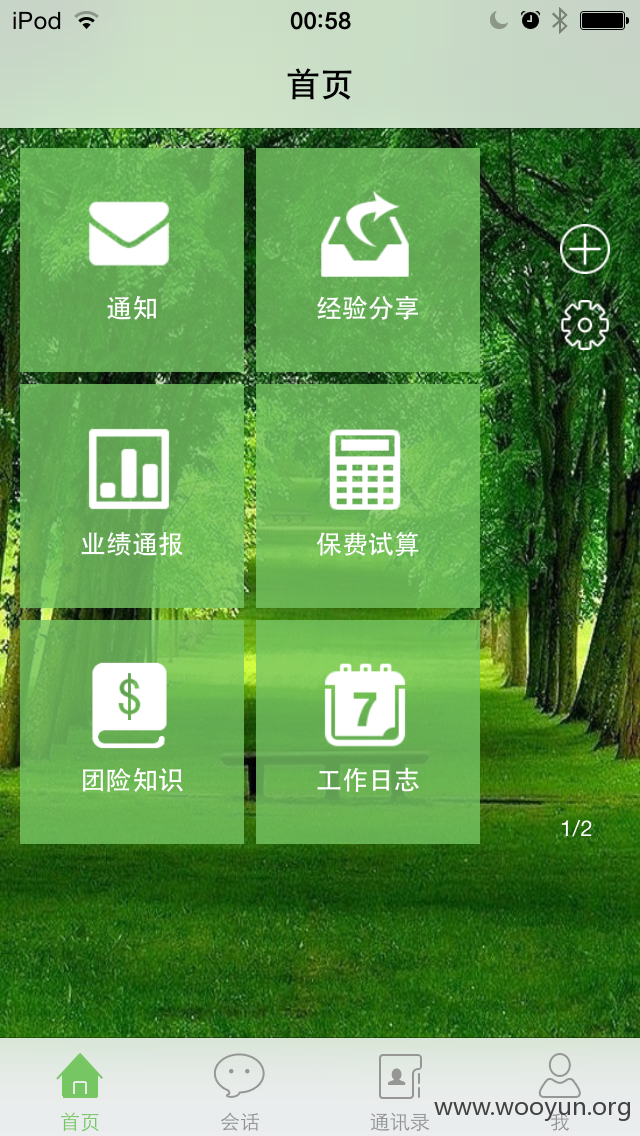 iPod 00:58
首页
通知 经验分享
业绩通报 保费试算
$ 7
团险知识 工作日志
1/2
www.wooyun.org
首页 会话 通讯录 我